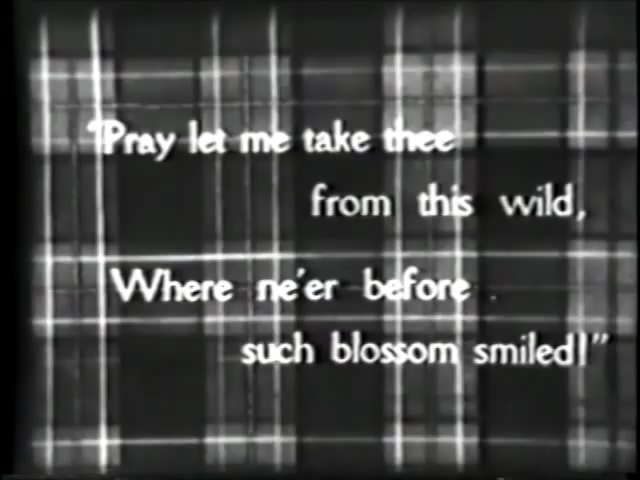 "Pray let me take thee
from this wild,
Where ne'er before
such blossom smiled!"